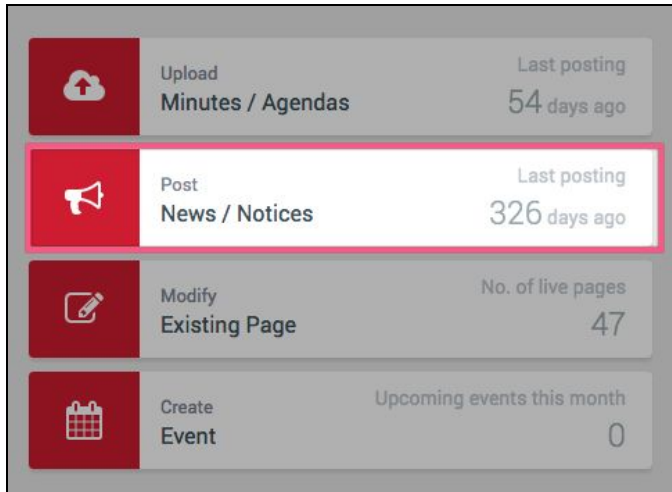 Upload
Minutes / Agendas
Last posting
54 days ago
Post
News / Notices
Last posting
326 days ago
Modify
Existing Page
No. of live pages
47
Create
Event
Upcoming events this month
0